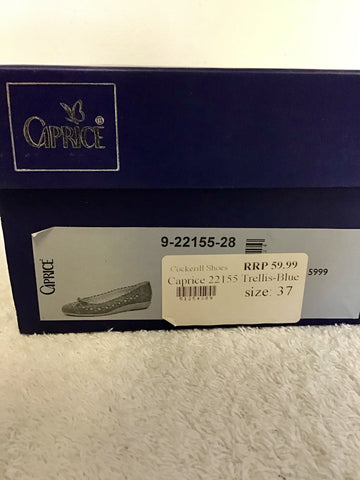 CAPRICE
9-22155-28
CAPRICE
Cockerill Shoes RRP 59.99
5999
Caprice 22155 Trellis-Blue
size: 37